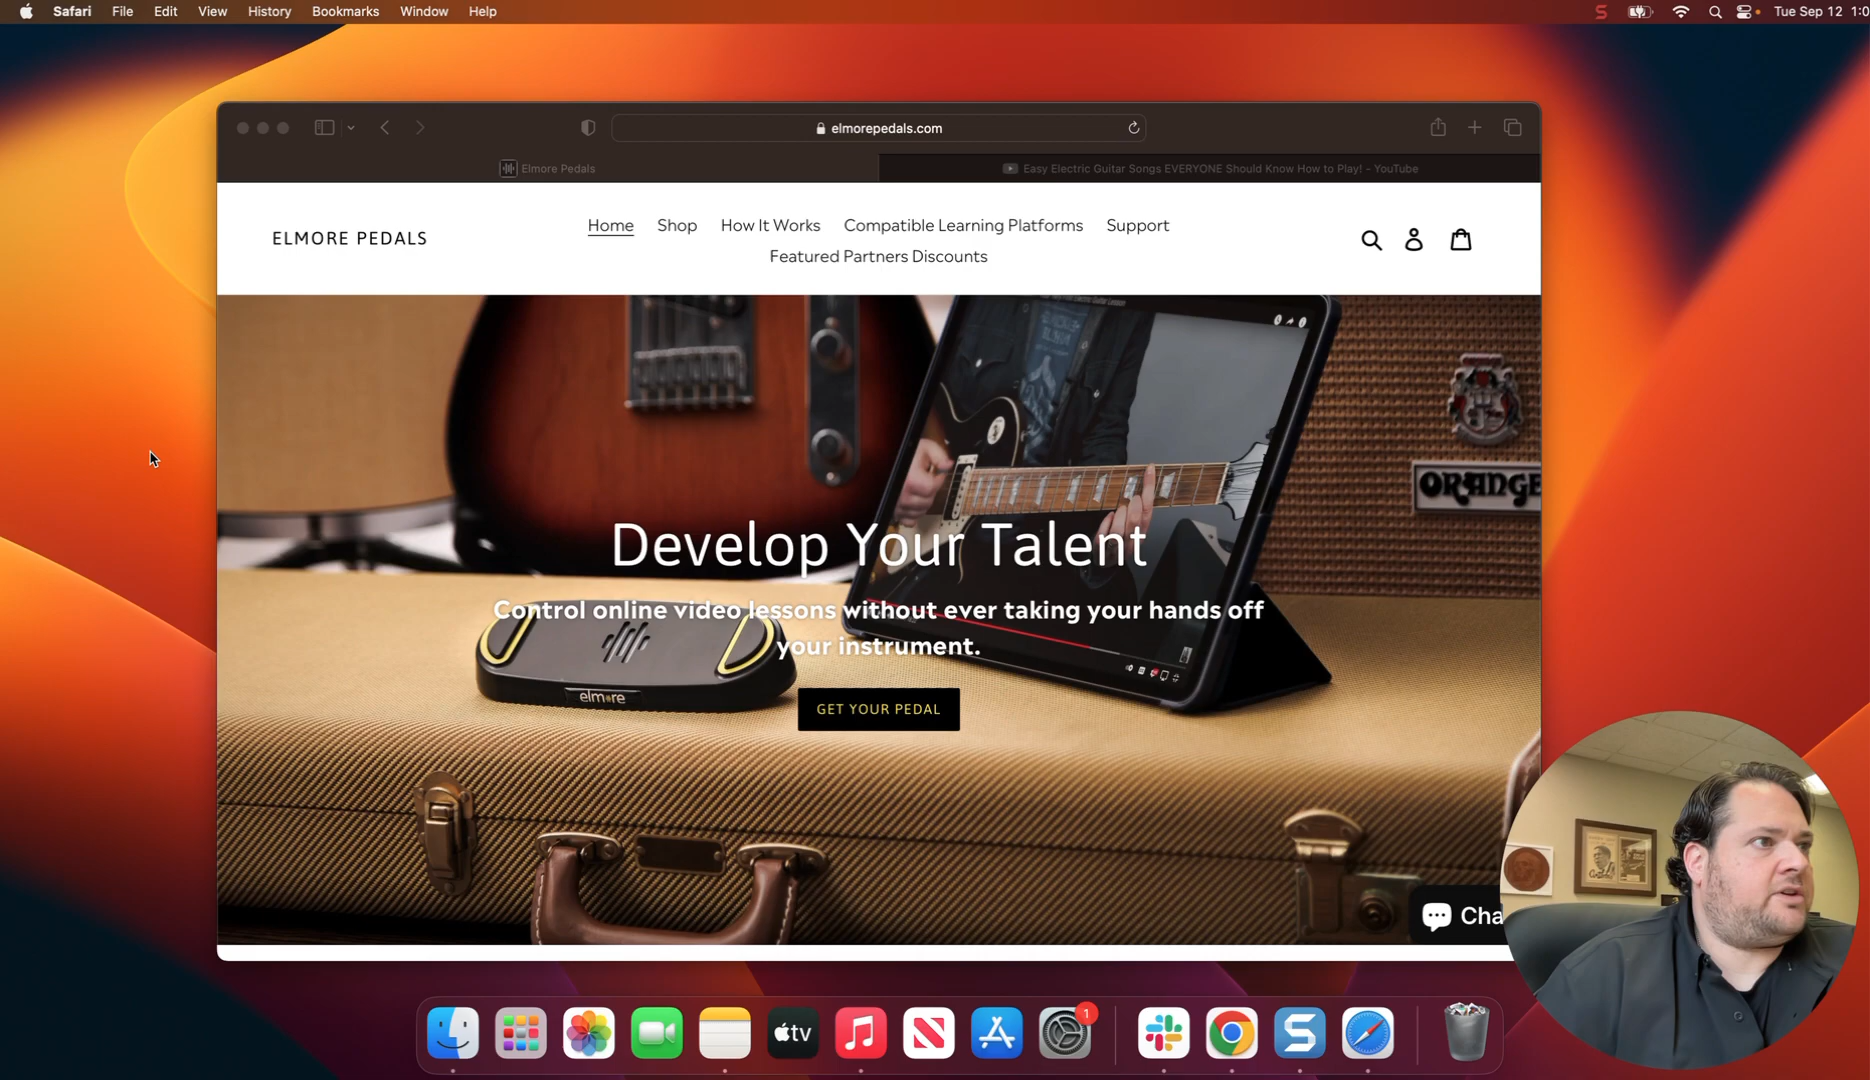 Safari File Edit View History Bookmarks Window Help
Tue Sep 12 1:0
elmorepedals.com
Elmore Pedals
Easy Electric Guitar Songs EVERYONE Should Know How to Play! - YouTube
ELMORE PEDALS
Home Shop How It Works Compatible Learning Platforms Support
Featured Partners Discounts
ORANGE
Develop Your Talent
Control online video lessons without ever taking your hands off
your instrument.
elmore
GET YOUR PEDAL
Cha
tv
1